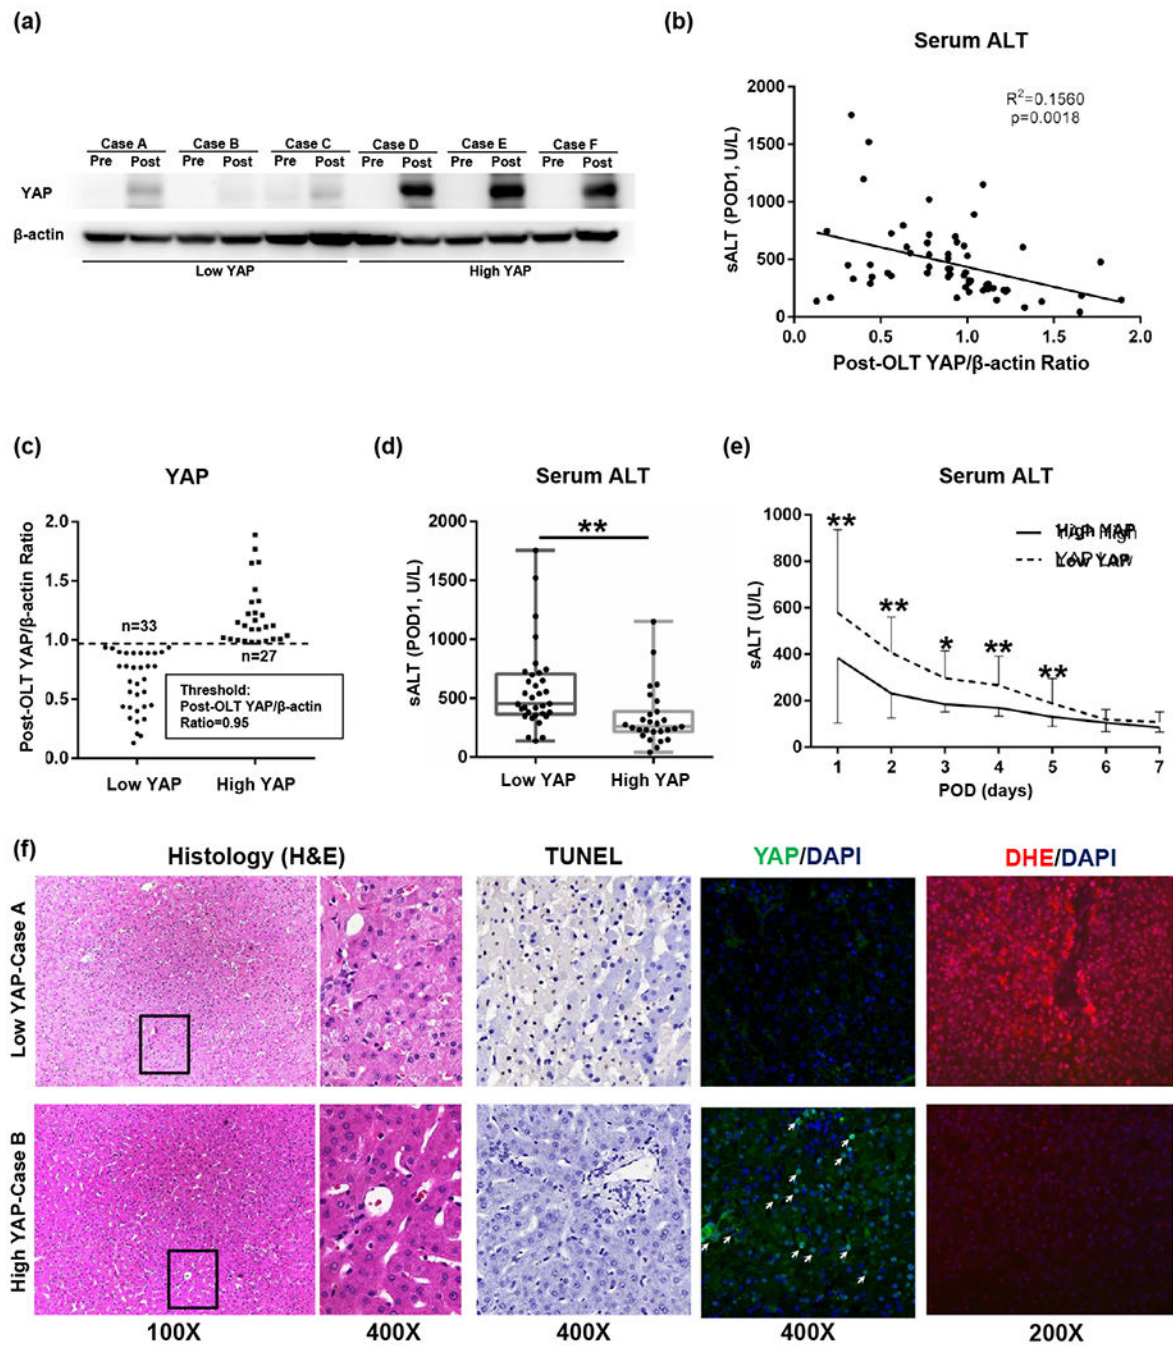 (a)
Case A Case B Case C Case D Case E Case F
Pre Post Pre Post Pre Post Pre Post Pre Post Pre Post
YAP
β-actin
Low YAP High YAP
(b)
Serum ALT
R²=0.1560
p=0.0018
sALT (POD1, U/L)
2000
1500
1000
500
0
0.0 0.5 1.0 1.5 2.0
Post-OLT YAP/β-actin Ratio
(c)
YAP
Post-OLT YAP/β-actin Ratio
2.0
1.5
1.0
0.5
0.0
n=33
n=27
Threshold:
Post-OLT YAP/β-actin
Ratio=0.95
Low YAP High YAP
(d)
Serum ALT
sALT (POD1, U/L)
2000
1500
1000
500
0
**
Low YAP High YAP
(e)
Serum ALT
sALT (U/L)
1000
800
600
400
200
0
** ** * ** **
High YAP
Low YAP
1 2 3 4 5 6 7
POD (days)
(f)
Histology (H&E) TUNEL YAP/DAPI DHE/DAPI
Low YAP-Case A
High YAP-Case B
100X 400X 400X 400X 200X